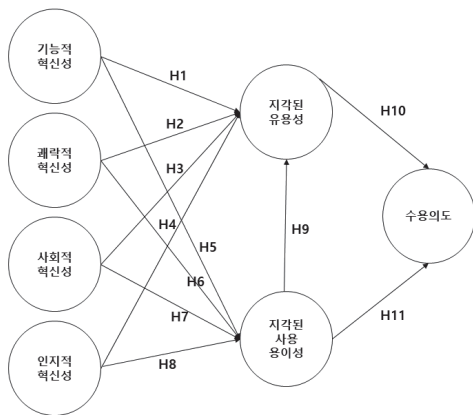 기능적
혁신성
쾌락적
혁신성
사회적
혁신성
인지적
혁신성
H1
H2
H3
H4
H5
H6
H7
H8
지각된
유용성
H9
지각된
사용
용이성
H10
수용의도
H11